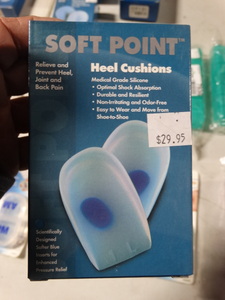 SOFT POINT™
Heel Cushions
Relieve and
Prevent Heel,
Joint and
Back Pain
Medical Grade Silicone
• Optimal Shock Absorption
• Durable and Resilient
• Non-Irritating and Odor-Free
• Easy to Wear and Move from
Shoe-to-Shoe
$29.95
Scientifically
Designed
Softer Blue
Inserts for
Enhanced
Pressure Relief